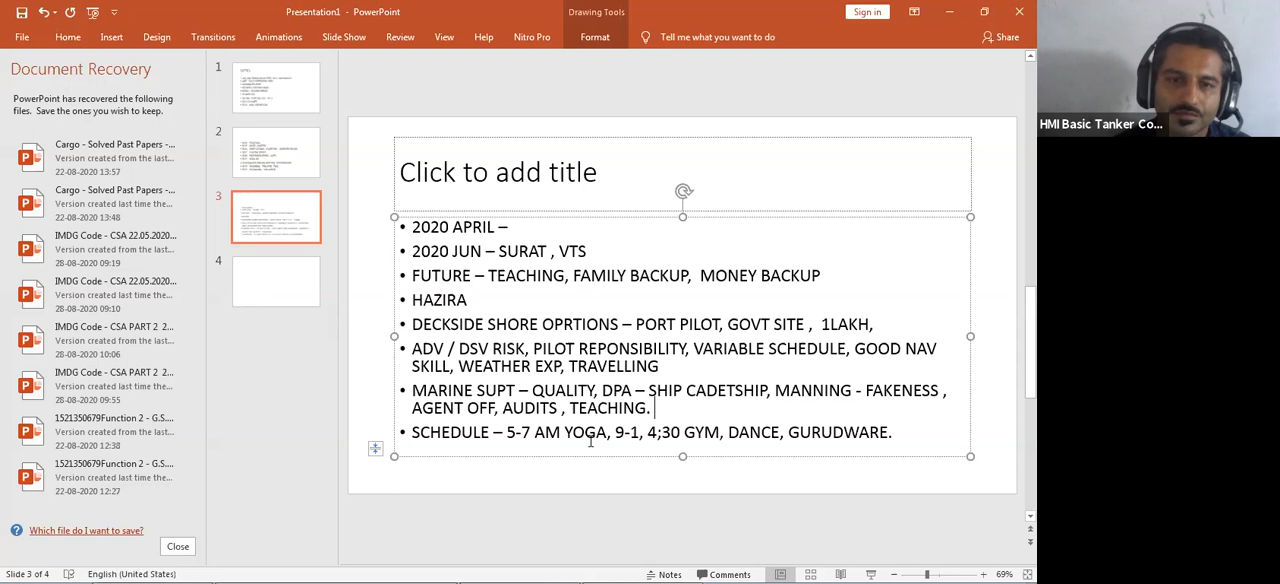 Presentation1 - PowerPoint
Drawing Tools
Sign in
File Home Insert Design Transitions Animations Slide Show Review View Help Nitro Pro Format Tell me what you want to do Share
Document Recovery
PowerPoint has recovered the following
files. Save the ones you wish to keep.
Cargo - Solved Past Papers -...
Version created from the last...
22-08-2020 13:57
Cargo - Solved Past Papers -...
Version created from the last...
22-08-2020 13:48
IMDG Code - CSA 22.05.2020...
Version created last time the...
28-08-2020 09:19
IMDG Code - CSA 22.05.2020...
Version created last time the...
28-08-2020 09:10
IMDG Code - CSA PART 2 2...
Version created last time the...
28-08-2020 10:06
IMDG Code - CSA PART 2 2...
Version created last time the...
28-08-2020 09:55
1521350679Function 2 - G.S....
Version created from the last...
22-08-2020 12:38
1521350679Function 2 - G.S....
Version created from the last...
22-08-2020 12:27
Which file do I want to save?
Close
1
2
3
4
Click to add title
• 2020 APRIL –
• 2020 JUN – SURAT , VTS
• FUTURE – TEACHING, FAMILY BACKUP, MONEY BACKUP
• HAZIRA
• DECKSIDE SHORE OPRTIONS – PORT PILOT, GOVT SITE , 1LAKH,
• ADV / DSV RISK, PILOT REPONSIBILITY, VARIABLE SCHEDULE, GOOD NAV
SKILL, WEATHER EXP, TRAVELLING
• MARINE SUPT – QUALITY, DPA – SHIP CADETSHIP, MANNING - FAKENESS ,
AGENT OFF, AUDITS , TEACHING.
• SCHEDULE – 5-7 AM YOGA, 9-1, 4;30 GYM, DANCE, GURUDWARE.
HMI Basic Tanker Co...
Slide 3 of 4 English (United States) Notes Comments 69%